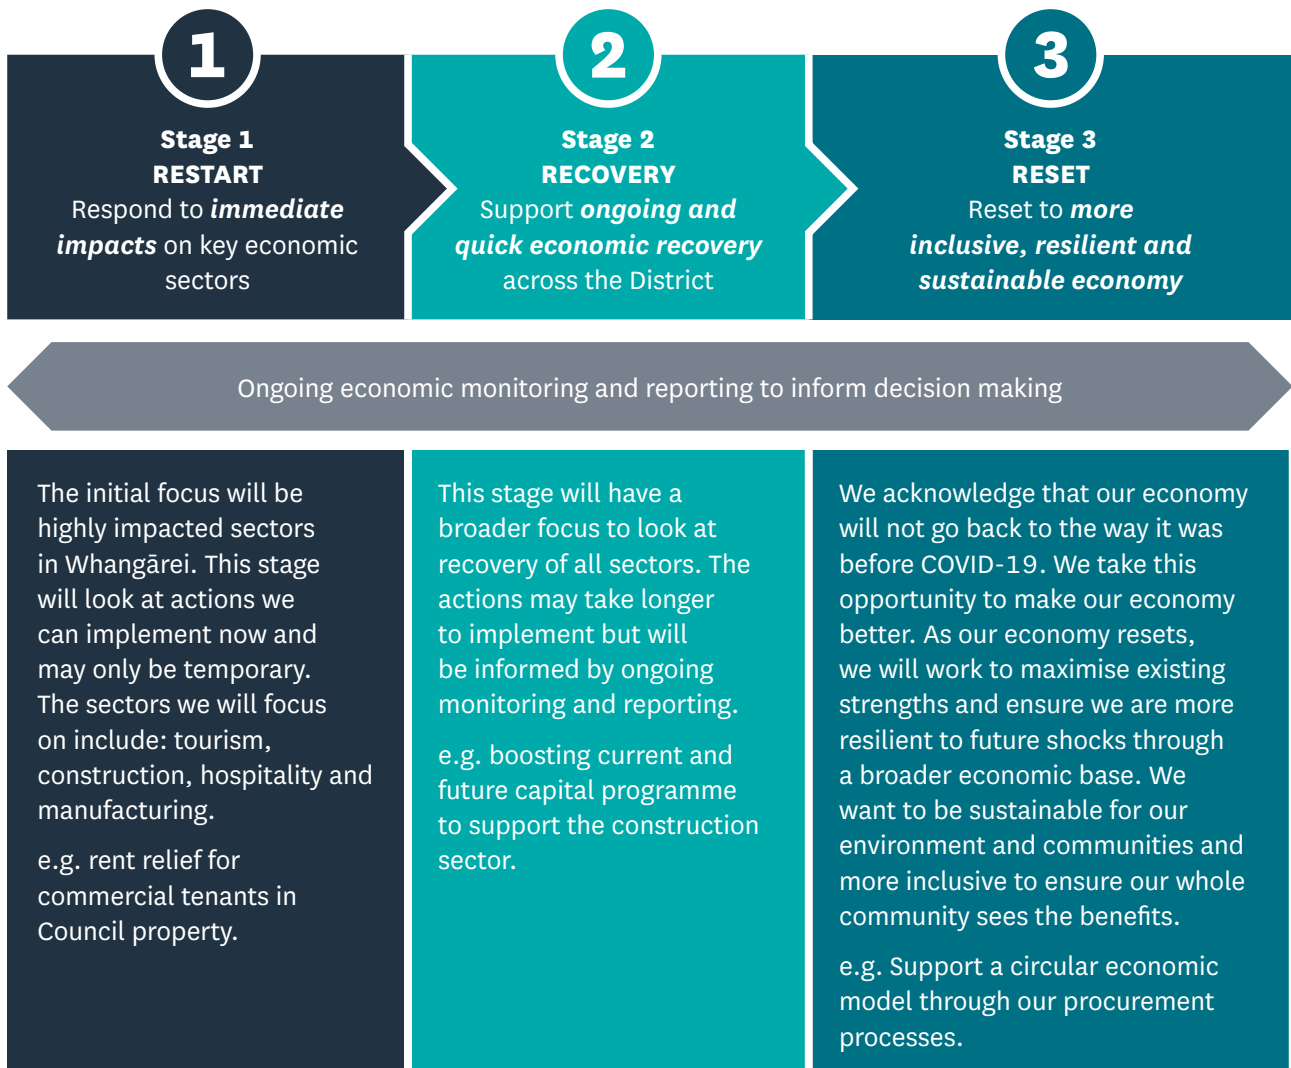 1
Stage 1
RESTART
Respond to immediate
impacts on key economic
sectors
2
Stage 2
RECOVERY
Support ongoing and
quick economic recovery
across the District
3
Stage 3
RESET
Reset to more
inclusive, resilient and
sustainable economy
Ongoing economic monitoring and reporting to inform decision making
The initial focus will be
highly impacted sectors
in Whangārei. This stage
will look at actions we
can implement now and
may only be temporary.
The sectors we will focus
on include: tourism,
construction, hospitality and
manufacturing.
e.g. rent relief for
commercial tenants in
Council property.
This stage will have a
broader focus to look at
recovery of all sectors. The
actions may take longer
to implement but will
be informed by ongoing
monitoring and reporting.
e.g. boosting current and
future capital programme
to support the construction
sector.
We acknowledge that our economy
will not go back to the way it was
before COVID-19. We take this
opportunity to make our economy
better. As our economy resets,
we will work to maximise existing
strengths and ensure we are more
resilient to future shocks through
a broader economic base. We
want to be sustainable for our
environment and communities and
more inclusive to ensure our whole
community sees the benefits.
e.g. Support a circular economic
model through our procurement
processes.